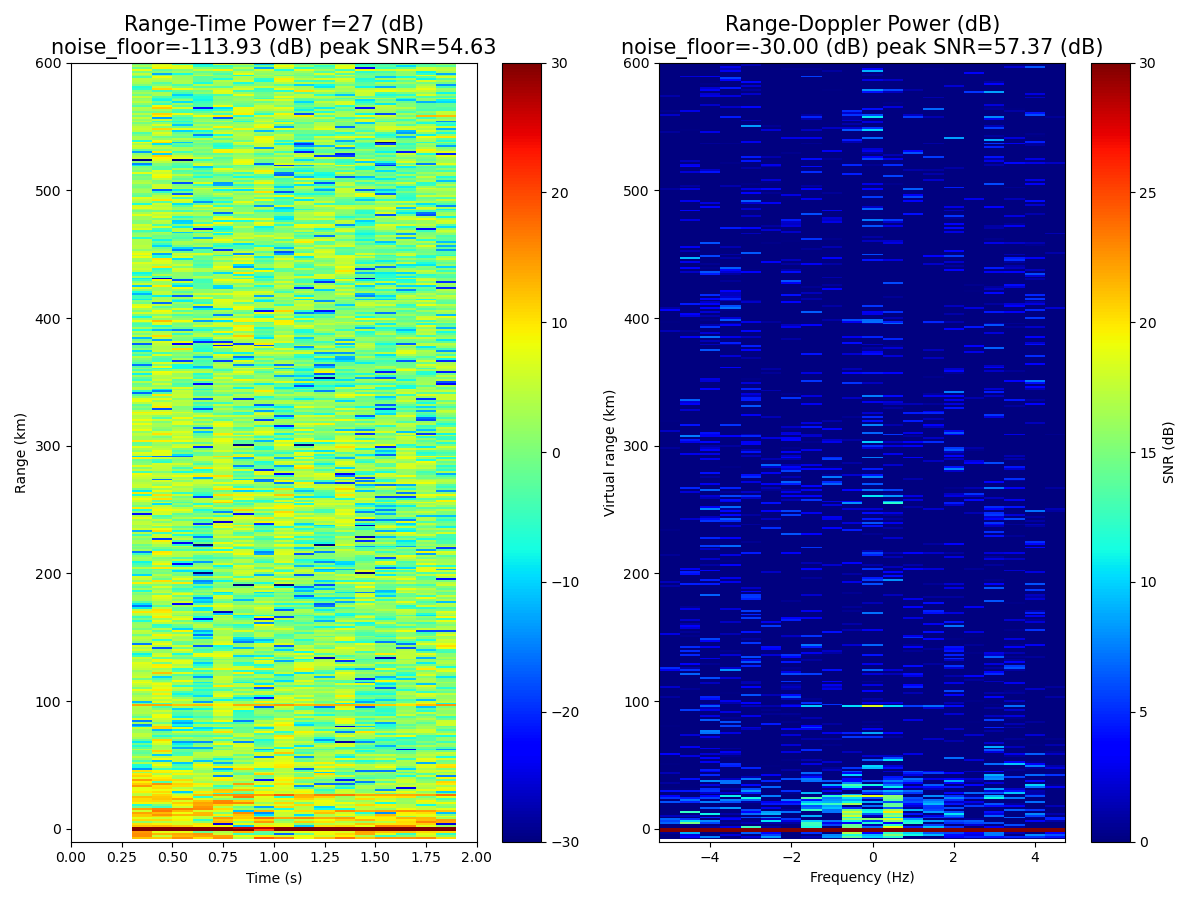 Range-Time Power f=27 (dB)
noise_floor=-113.93 (dB) peak SNR=54.63
Range (km)
600
500
400
300
200
100
0
0.00 0.25 0.50 0.75 1.00 1.25 1.50 1.75 2.00
Time (s)
30
20
10
0
−10
−20
−30
Range-Doppler Power (dB)
noise_floor=-30.00 (dB) peak SNR=57.37 (dB)
Virtual range (km)
600
500
400
300
200
100
0
−4 −2 0 2 4
Frequency (Hz)
30
25
20
15
10
5
0
SNR (dB)